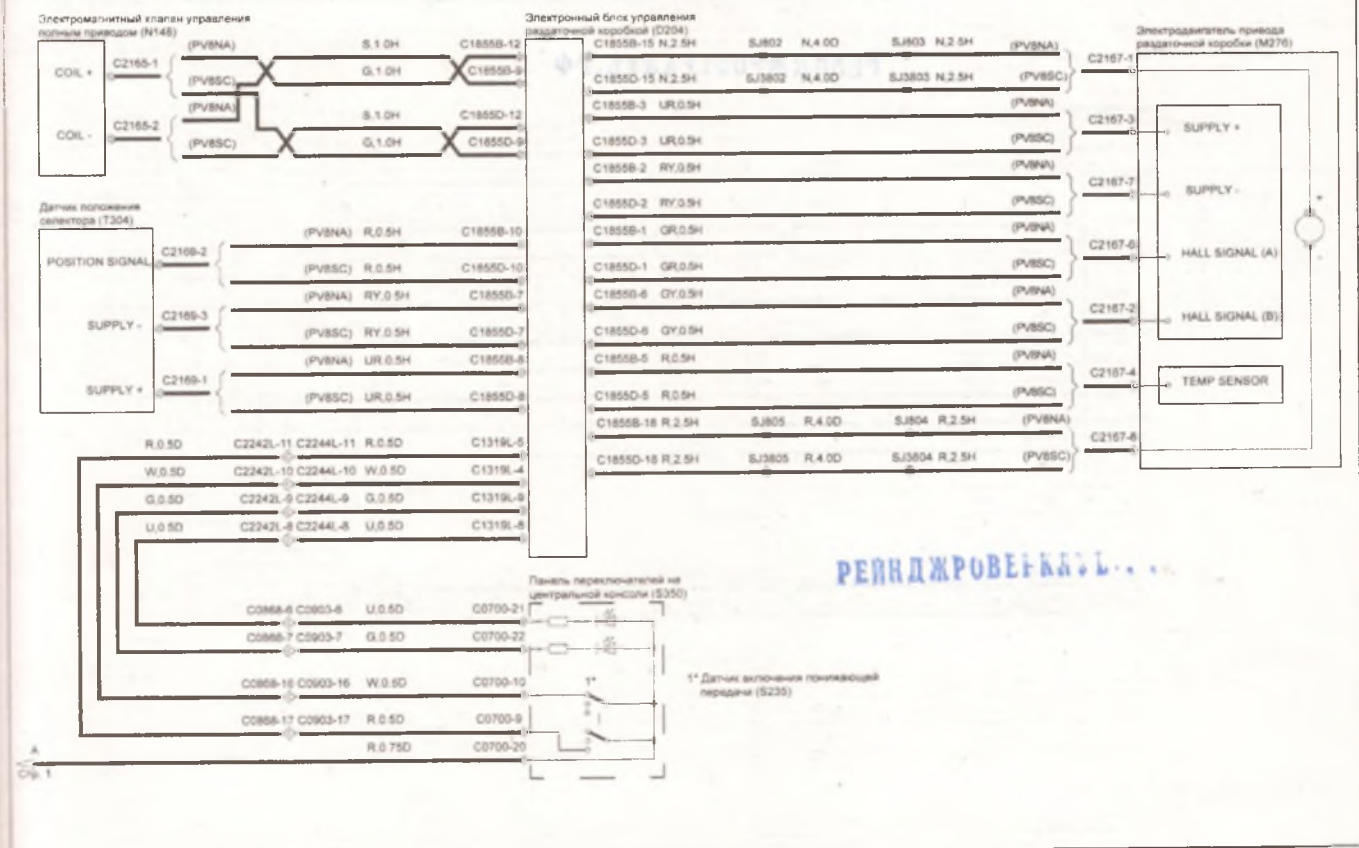 Электромагнитный клапан управления
полным приводом (N148)
COIL +
COIL -
C2165-1
C2165-2
(PV8NA)
S,1.0H
C1855B-12
(PV8SC)
G,1.0H
C1855B-9
(PV8NA)
S,1.0H
C1855D-12
(PV8SC)
G,1.0H
C1855D-9
Датчик положения
селектора (T304)
POSITION SIGNAL
SUPPLY -
SUPPLY +
C2169-2
C2169-3
C2169-1
(PV8NA) R,0.5H C1855B-10
(PV8SC) R,0.5H C1855D-10
(PV8NA) RY,0.5H C1855B-7
(PV8SC) RY,0.5H C1855D-7
(PV8NA) UR,0.5H C1855B-8
(PV8SC) UR,0.5H C1855D-8
R,0.5D C2242L-11 C2244L-11 R,0.5D C1319L-5
W,0.5D C2242L-10 C2244L-10 W,0.5D C1319L-4
G,0.5D C2242L-9 C2244L-9 G,0.5D C1319L-9
U,0.5D C2242L-8 C2244L-8 U,0.5D C1319L-8
Электронный блок управления
раздаточной коробкой (D204)
C1855B-15 N,2.5H SJ802 N,4.0D SJ803 N,2.5H (PV8NA)
C1855D-15 N,2.5H SJ3802 N,4.0D SJ3803 N,2.5H (PV8SC)
C1855B-3 UR,0.5H (PV8NA)
C1855D-3 UR,0.5H (PV8SC)
C1855B-2 RY,0.5H (PV8NA)
C1855D-2 RY,0.5H (PV8SC)
C1855B-1 GR,0.5H (PV8NA)
C1855D-1 GR,0.5H (PV8SC)
C1855B-6 GY,0.5H (PV8NA)
C1855D-6 GY,0.5H (PV8SC)
C1855B-5 R,0.5H (PV8NA)
C1855D-5 R,0.5H (PV8SC)
C1855B-18 R,2.5H SJ805 R,4.0D SJ804 R,2.5H (PV8NA)
C1855D-18 R,2.5H SJ3805 R,4.0D SJ3804 R,2.5H (PV8SC)
Электродвигатель привода
раздаточной коробки (M276)
C2167-1
C2167-3
SUPPLY +
C2167-7
SUPPLY -
C2167-6
HALL SIGNAL (A)
C2167-2
HALL SIGNAL (B)
C2167-4
TEMP SENSOR
C2167-8
+
-
Панель переключателей на
центральной консоли (S350)
C0868-6 C0903-6 U,0.5D C0700-21
C0868-7 C0903-7 G,0.5D C0700-22
C0868-16 C0903-16 W,0.5D C0700-10
1*
C0868-17 C0903-17 R,0.5D C0700-9
R,0.75D C0700-20
A
Стр. 1
1* Датчик включения понижающей
передачи (S235)